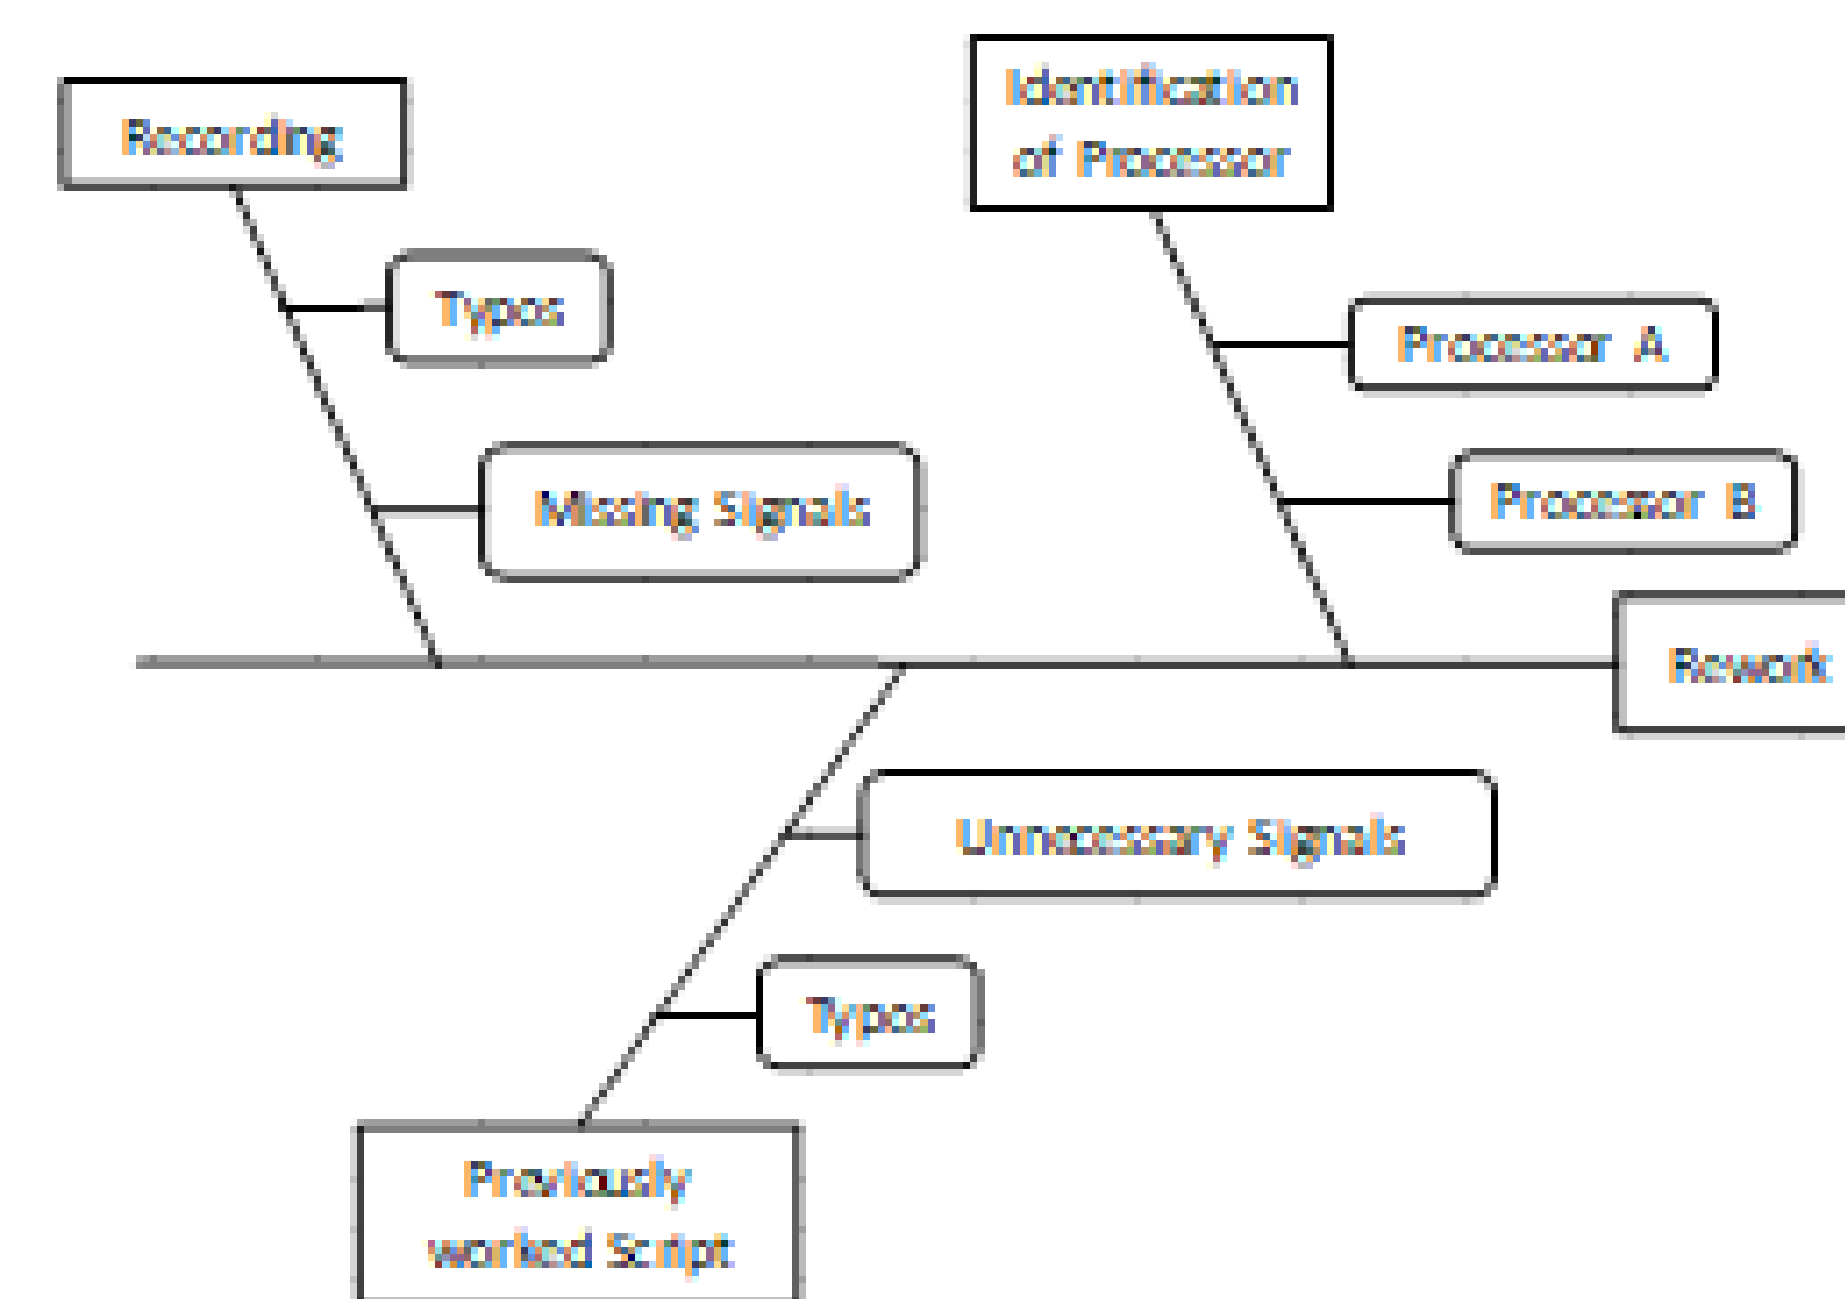 Recording
Identification
of Processor
Typos
Processor A
Missing Signals
Processor B
Rework
Unnecessary Signals
Typos
Previously
worked Script